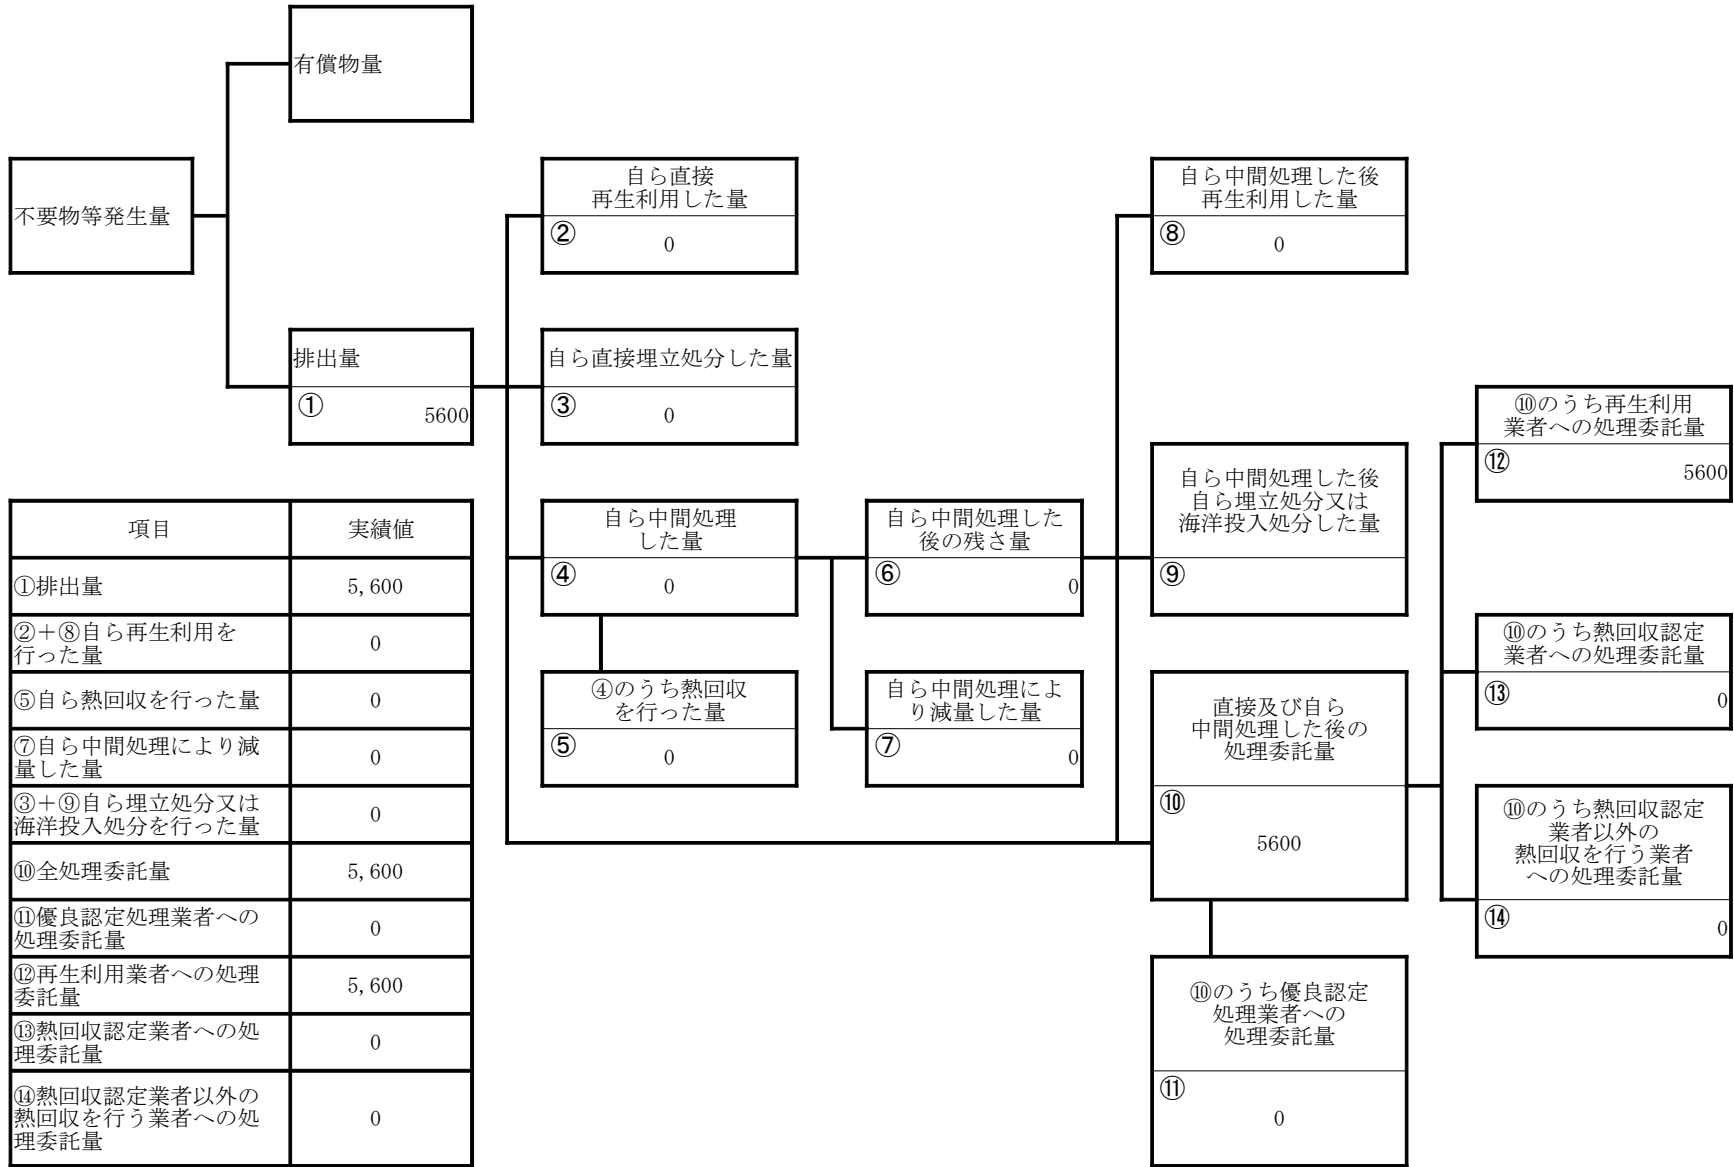 有償物量
不要物等発生量
自ら直接
再生利用した量
②
0
自ら中間処理した後
再生利用した量
⑧
0
排出量
①
5600
自ら直接埋立処分した量
③
0
⑩のうち再生利用
業者への処理委託量
⑫
5600
自ら中間処理
した量
④
0
自ら中間処理した
後の残さ量
⑥
0
自ら中間処理した後
自ら埋立処分又は
海洋投入処分した量
⑨
⑩のうち熱回収認定
業者への処理委託量
⑬
0
④のうち熱回収
を行った量
⑤
0
自ら中間処理によ
り減量した量
⑦
0
直接及び自ら
中間処理した後の
処理委託量
⑩
5600
⑩のうち熱回収認定
業者以外の
熱回収を行う業者
への処理委託量
⑭
0
⑩のうち優良認定
処理業者への
処理委託量
⑪
0
項目 実績値
①排出量 5,600
②＋⑧自ら再生利用を
行った量 0
⑤自ら熱回収を行った量 0
⑦自ら中間処理により減
量した量 0
③＋⑨自ら埋立処分又は
海洋投入処分を行った量 0
⑩全処理委託量 5,600
⑪優良認定処理業者への
処理委託量 0
⑫再生利用業者への処理
委託量 5,600
⑬熱回収認定業者への処
理委託量 0
⑭熱回収認定業者以外の
熱回収を行う業者への処
理委託量 0